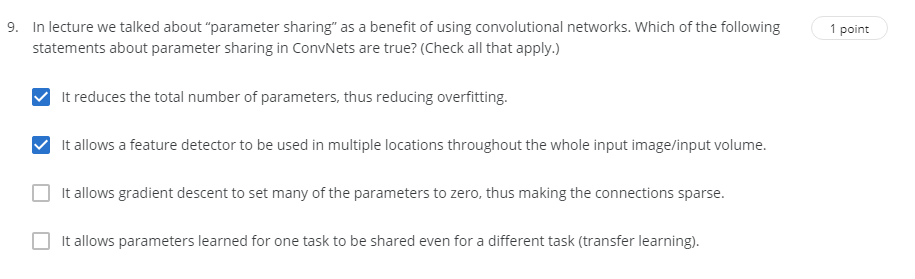 9. In lecture we talked about “parameter sharing” as a benefit of using convolutional networks. Which of the following
statements about parameter sharing in ConvNets are true? (Check all that apply.)
1 point
It reduces the total number of parameters, thus reducing overfitting.
It allows a feature detector to be used in multiple locations throughout the whole input image/input volume.
It allows gradient descent to set many of the parameters to zero, thus making the connections sparse.
It allows parameters learned for one task to be shared even for a different task (transfer learning).